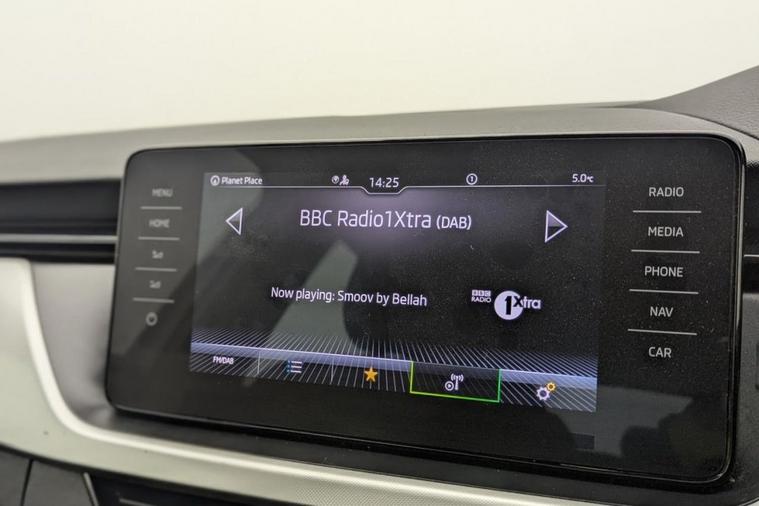 Planet Place
14:25
1
5.0°C
BBC Radio1Xtra (DAB)
Now playing: Smoov by Bellah
BBC
RADIO
1Xtra
FM/DAB
MENU
HOME
RADIO
MEDIA
PHONE
NAV
CAR